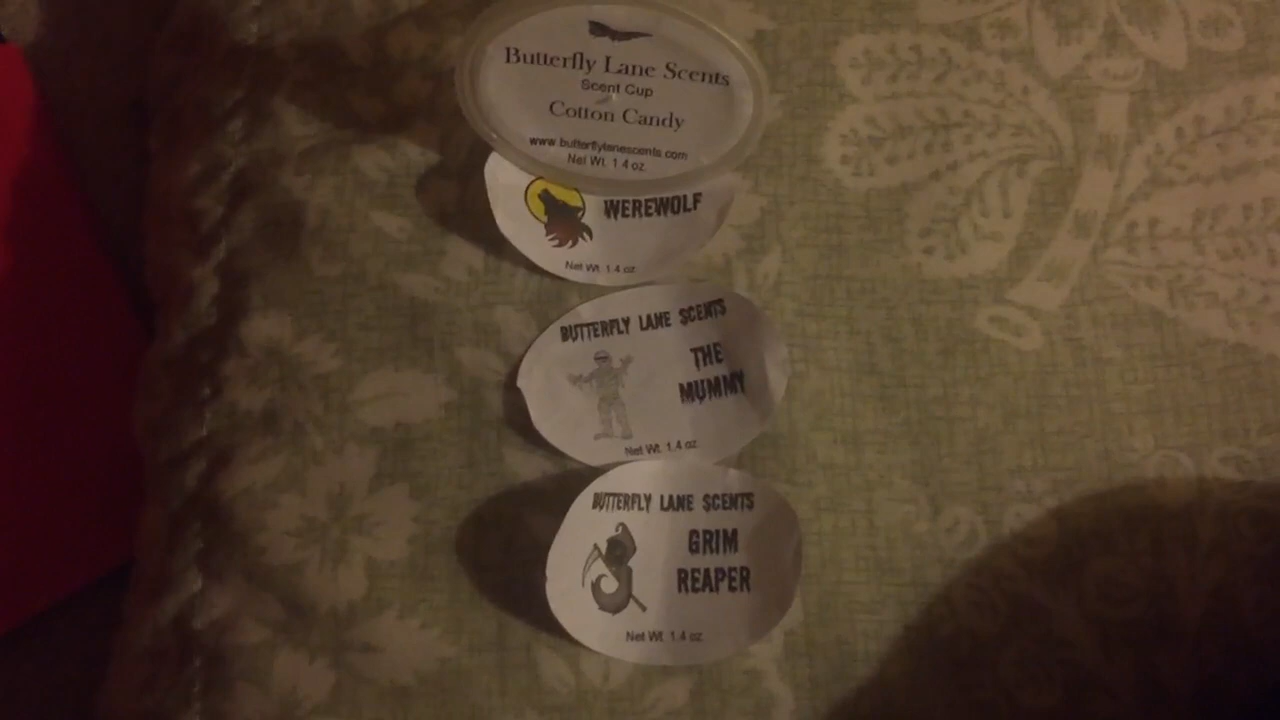 Butterfly Lane Scents
Scent Cup
Cotton Candy
www.butterflylanescents.com
Net Wt. 1.4 oz.
WEREWOLF
Net Wt. 1.4 oz.
BUTTERFLY LANE SCENTS
THE
MUMMY
Net Wt. 1.4 oz.
BUTTERFLY LANE SCENTS
GRIM
REAPER
Net Wt. 1.4 oz.